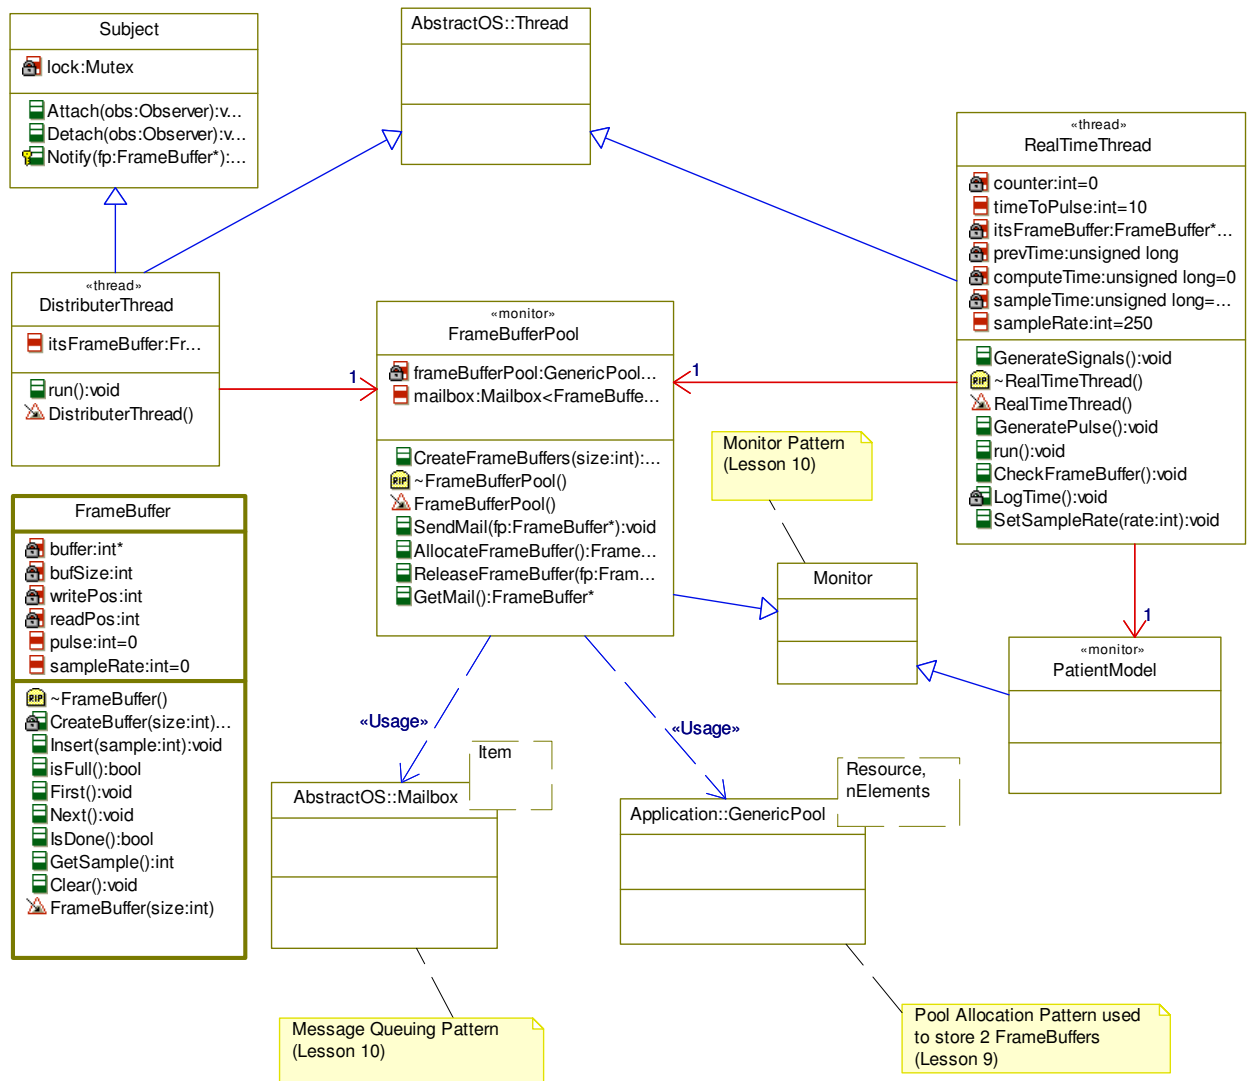 Subject
lock:Mutex
Attach(obs:Observer):v...
Detach(obs:Observer):v...
Notify(fp:FrameBuffer*):...
AbstractOS::Thread
«thread»
RealTimeThread
counter:int=0
timeToPulse:int=10
itsFrameBuffer:FrameBuffer*...
prevTime:unsigned long
computeTime:unsigned long=0
sampleTime:unsigned long=...
sampleRate:int=250
GenerateSignals():void
RIP ~RealTimeThread()
RealTimeThread()
GeneratePulse():void
run():void
CheckFrameBuffer():void
LogTime():void
SetSampleRate(rate:int):void
«thread»
DistributerThread
itsFrameBuffer:Fr...
run():void
DistributerThread()
1
«monitor»
FrameBufferPool
frameBufferPool:GenericPool...
mailbox:Mailbox<FrameBuffe...
CreateFrameBuffers(size:int):...
RIP ~FrameBufferPool()
FrameBufferPool()
SendMail(fp:FrameBuffer*):void
AllocateFrameBuffer():Frame...
ReleaseFrameBuffer(fp:Fram...
GetMail():FrameBuffer*
1
Monitor Pattern
(Lesson 10)
Monitor
1
«monitor»
PatientModel
FrameBuffer
buffer:int*
bufSize:int
writePos:int
readPos:int
pulse:int=0
sampleRate:int=0
RIP ~FrameBuffer()
CreateBuffer(size:int)...
Insert(sample:int):void
isFull():bool
First():void
Next():void
IsDone():bool
GetSample():int
Clear():void
FrameBuffer(size:int)
«Usage»
«Usage»
Item
AbstractOS::Mailbox
Resource,
nElements
Application::GenericPool
Message Queuing Pattern
(Lesson 10)
Pool Allocation Pattern used
to store 2 FrameBuffers
(Lesson 9)